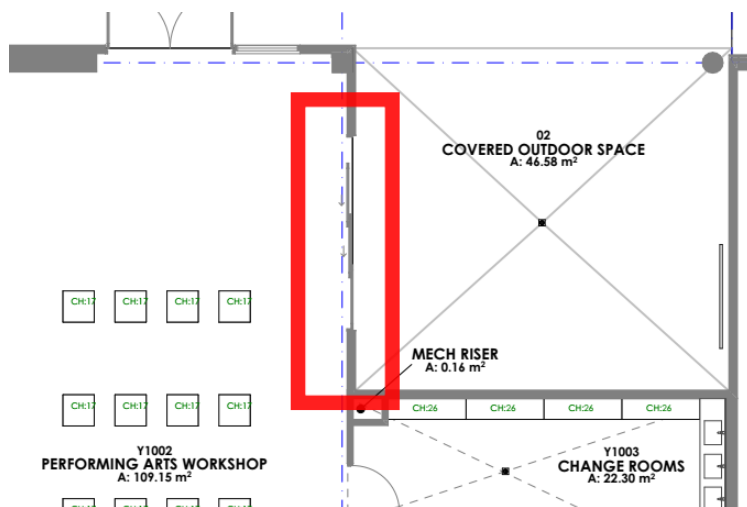 02
COVERED OUTDOOR SPACE
A: 46.58 m²
CH:17 CH:17 CH:17 CH:17
MECH RISER
A: 0.16 m²
CH:17 CH:17 CH:17 CH:17
CH:26 CH:26 CH:26 CH:26
Y1002
PERFORMING ARTS WORKSHOP
A: 109.15 m²
Y1003
CHANGE ROOMS
A: 22.30 m²